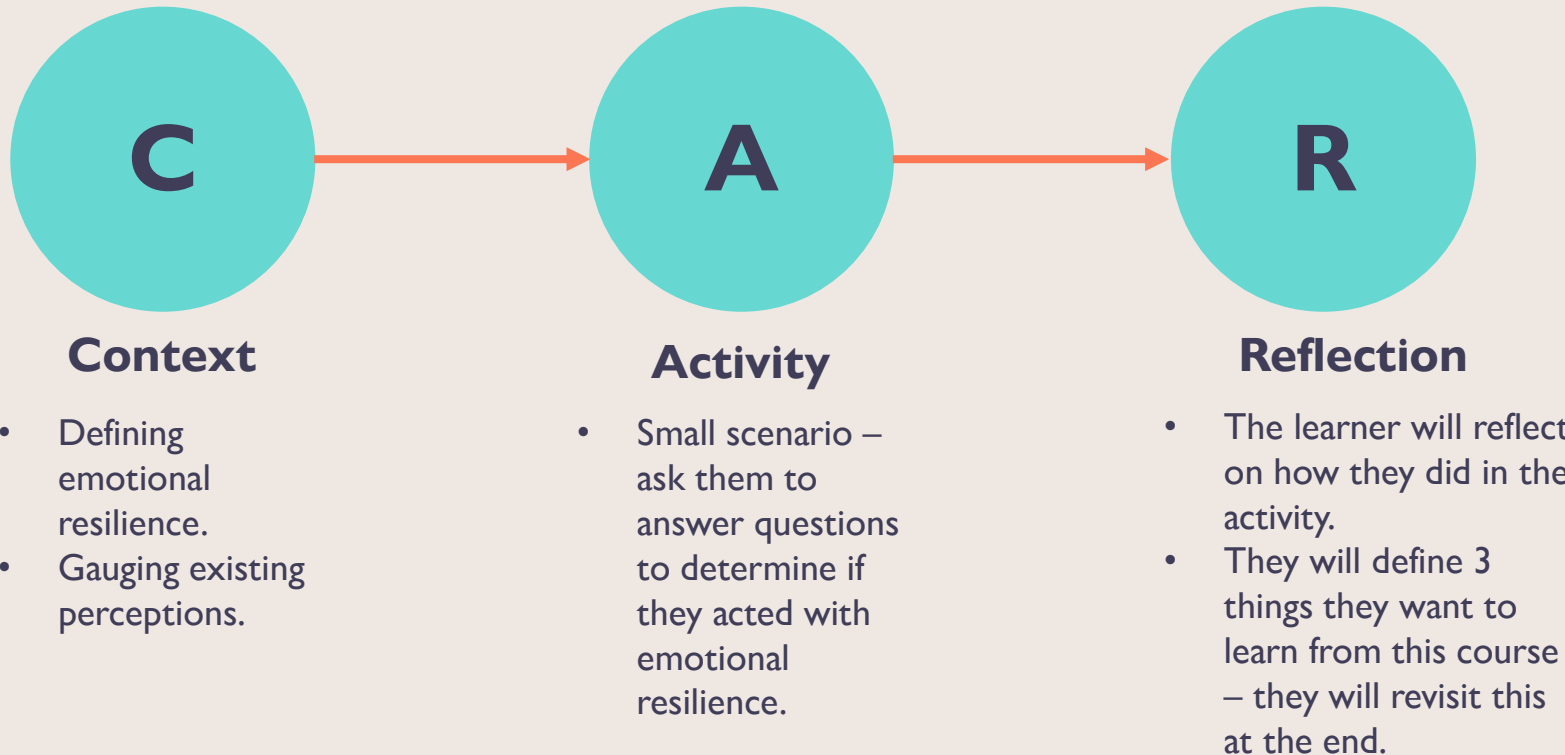 C
A
R
Context
• Defining
emotional
resilience.
• Gauging existing
perceptions.
Activity
• Small scenario –
ask them to
answer questions
to determine if
they acted with
emotional
resilience.
Reflection
• The learner will reflect
on how they did in the
activity.
• They will define 3
things they want to
learn from this course
– they will revisit this
at the end.